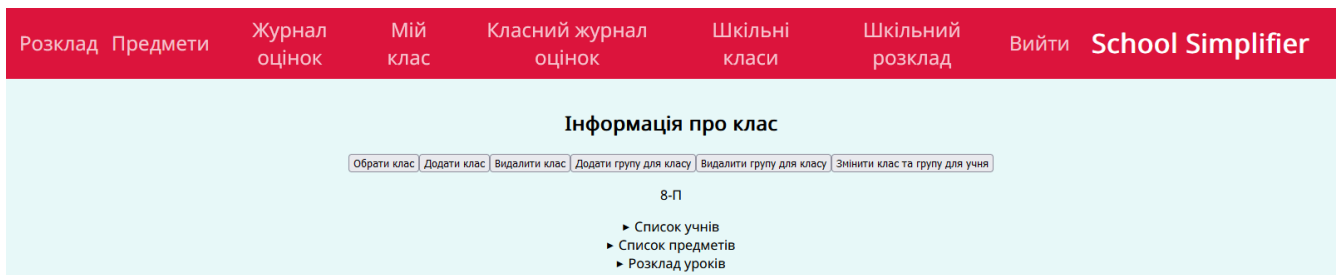 Розклад Предмети Журнал оцінок Мій клас Класний журнал оцінок Шкільні класи Шкільний розклад Вийти School Simplifier
Інформація про клас
Обрати клас Додати клас Видалити клас Додати групу для класу Видалити групу для класу Змінити клас та групу для учня
8-П
▸ Список учнів
▸ Список предметів
▸ Розклад уроків